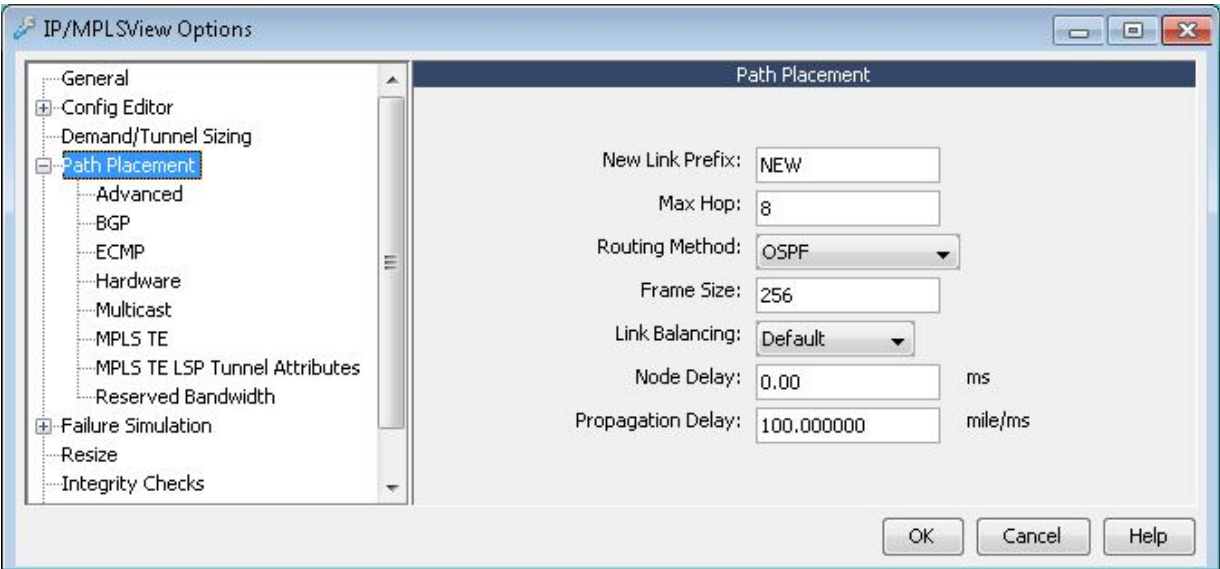 IP/MPLSView Options
General
Config Editor
Demand/Tunnel Sizing
Path Placement
Advanced
BGP
ECMP
Hardware
Multicast
MPLS TE
MPLS TE LSP Tunnel Attributes
Reserved Bandwidth
Failure Simulation
Resize
Integrity Checks
Path Placement
New Link Prefix: NEW
Max Hop: 8
Routing Method: OSPF
Frame Size: 256
Link Balancing: Default
Node Delay: 0.00 ms
Propagation Delay: 100.000000 mile/ms
OK Cancel Help